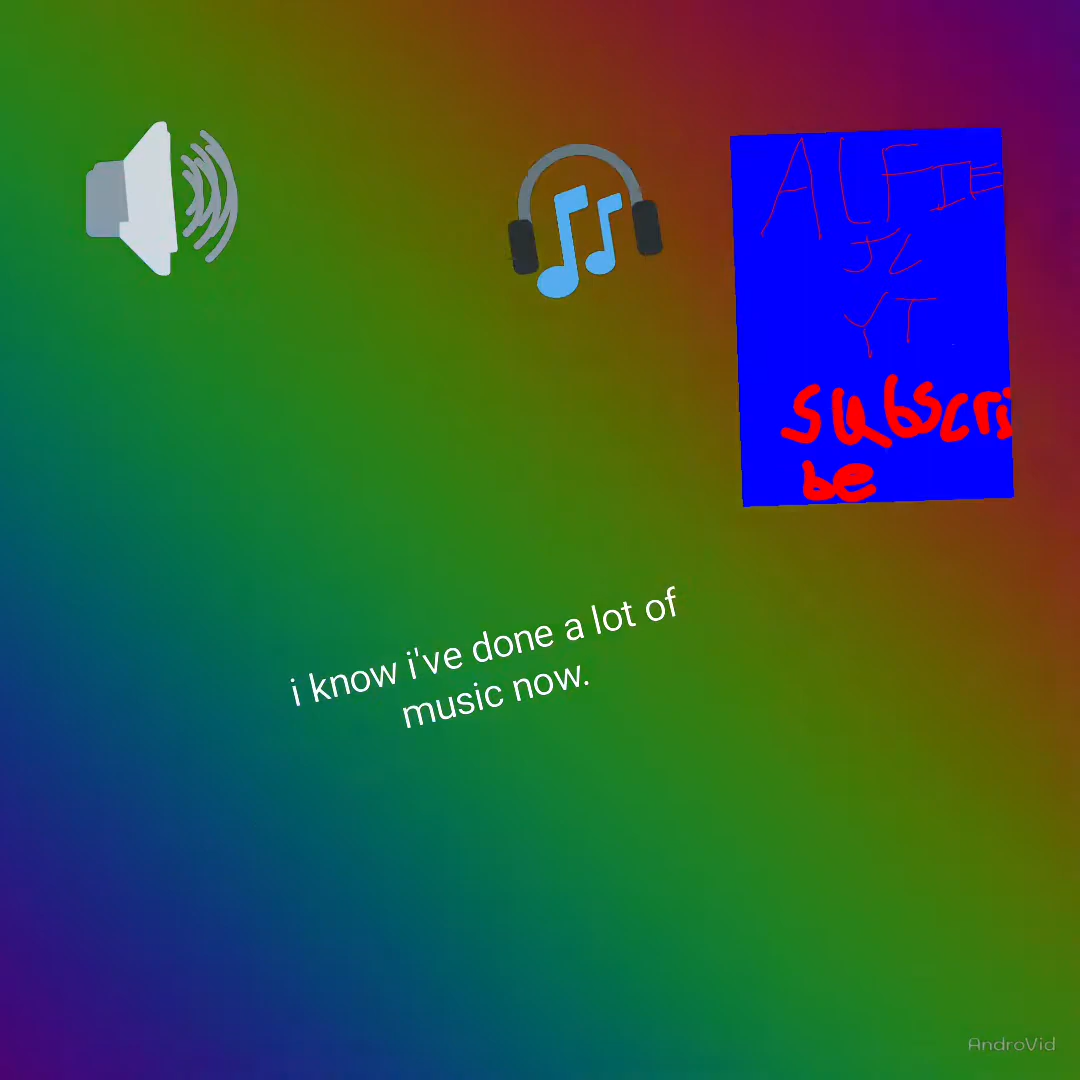 ALFIE
JL
YT
subscri
be
i know i've done a lot of
music now.
AndroVid